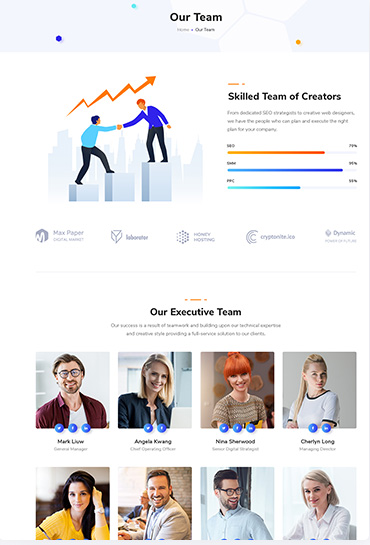 Our Team
Home » Our Team
Skilled Team of Creators
From dedicated SEO strategists to creative web designers,
we have the people who can plan and execute the right
plan for your company.
SEO 75%
SMM
PPC 55%
Max Paper
DIGITAL MARKET
laborator
HONEY
HOSTING
cryptonite.ico
Dynamic
POWER OF FUTURE
Our Executive Team
Our success is a result of teamwork and building upon our technical expertise
and creative style providing a full-service solution to our clients.
Mark Liuw
General Manager
Angela Kwang
Chief Operating Officer
Nina Sherwood
Senior Digital Strategist
Cherlyn Long
Managing Director